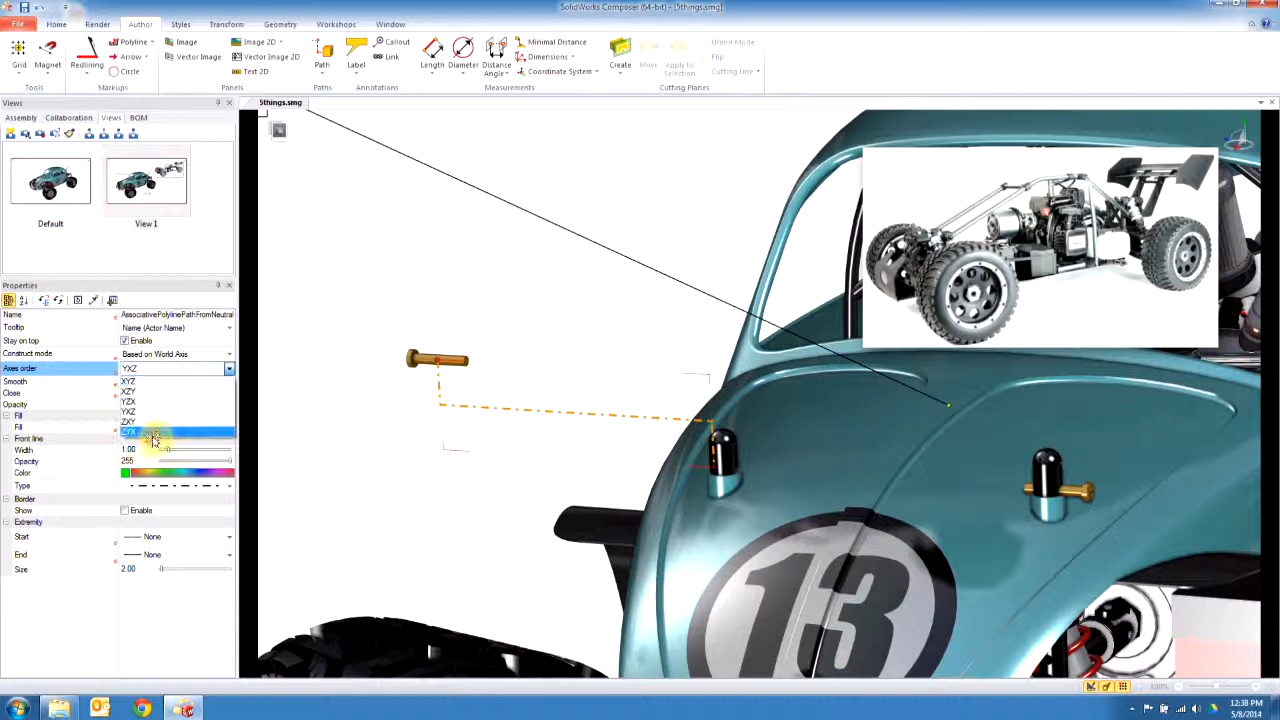 SolidWorks Composer (64-bit) - [5things.smg]
File Home Render Author Styles Transform Geometry Workshops Window
Polyline Image Image 2D Callout Minimal Distance Union Mode
Arrow Vector Image Vector Image 2D Link Dimensions Flip
Grid Magnet Redlining Circle Text 2D Path Label Length Diameter Distance Angle Coordinate System Create Move Apply to Selection Cutting line
Tools Markups Panels Paths Annotations Measurements Cutting Planes
Views
5things.smg
Assembly Collaboration Views BOM
Default View 1
Properties
Name AssociativePolylinePathFromNeutral
Tooltip Name (Actor.Name)
Stay on top Enable
Construct mode Based on World Axis
Axes order YXZ
Smooth XYZ
Close XZY
Opacity YZX
Fill YXZ
Fill ZXY
Front line
Width 1.00
Opacity 255
Color
Type
Border
Show Enable
Extremity
Start None
End None
Size 2.00
13
100%
12:38 PM
5/8/2014